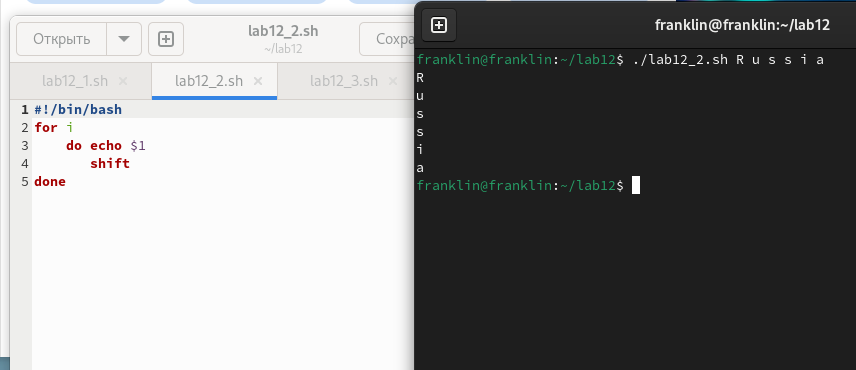 Открыть
lab12_2.sh
~/lab12
Сохра
lab12_1.sh
lab12_2.sh
lab12_3.sh
1 #!/bin/bash
2 for i
3     do echo $1
4        shift
5 done
franklin@franklin:~/lab12
franklin@franklin:~/lab12$ ./lab12_2.sh R u s s i a
R
u
s
s
i
a
franklin@franklin:~/lab12$